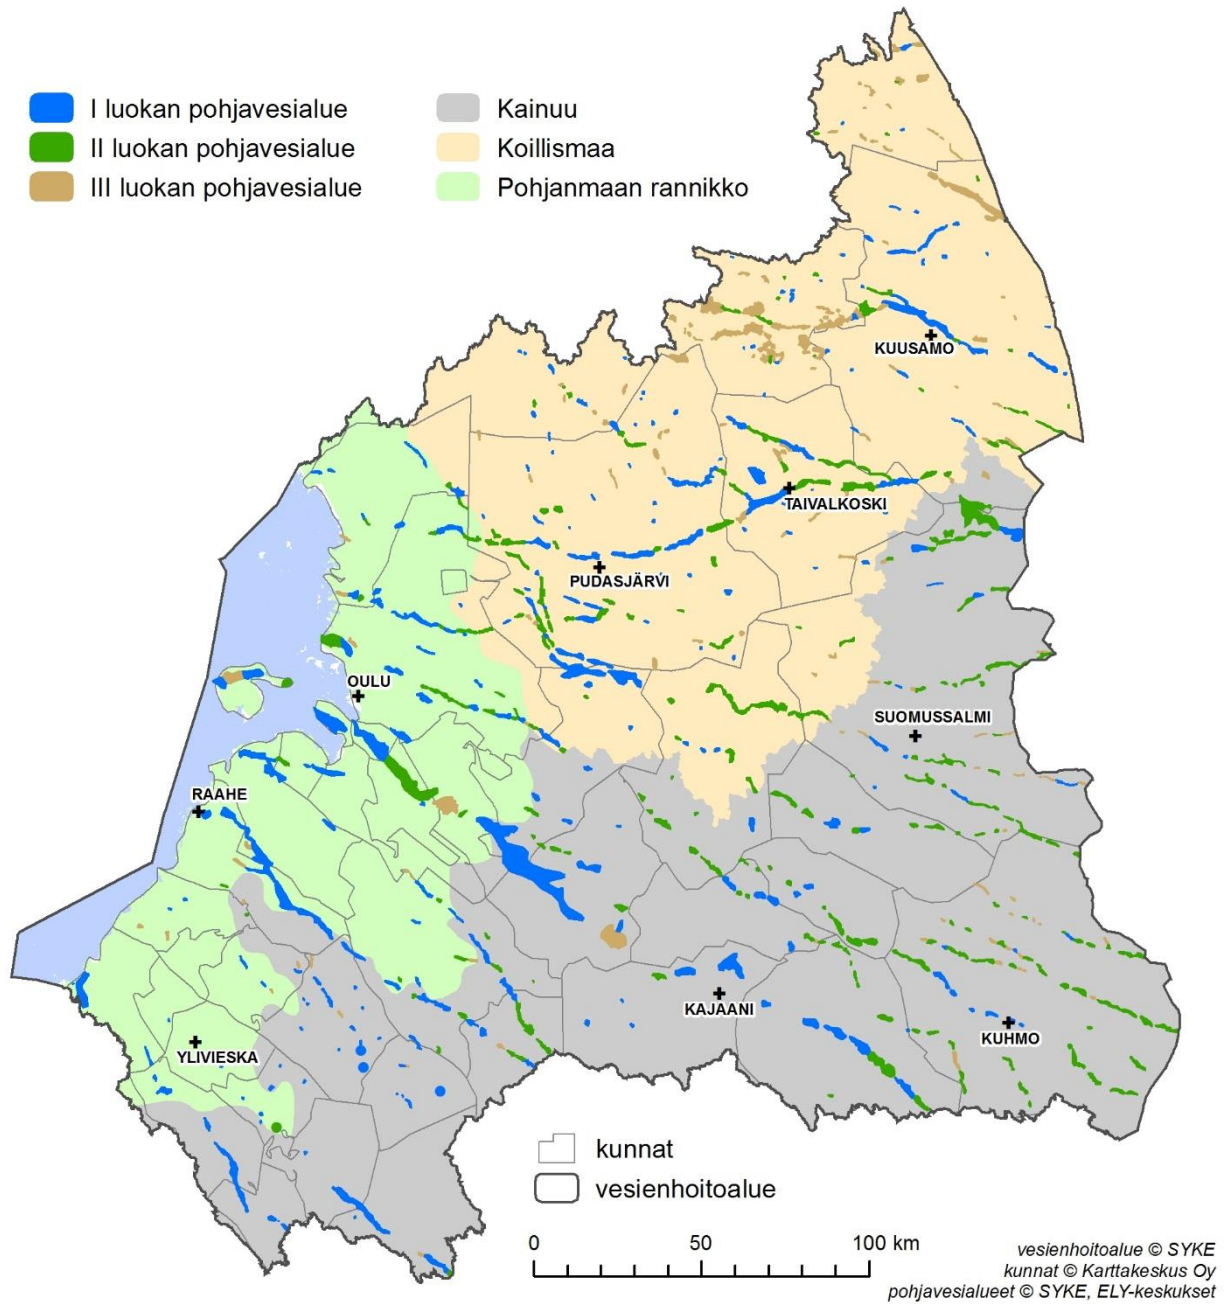 I luokan pohjavesialue
II luokan pohjavesialue
III luokan pohjavesialue
Kainuu
Koillismaa
Pohjanmaan rannikko
KUUSAMO
TAIVALKOSKI
PUDASJÄRVI
OULU
SUOMUSSALMI
RAAHE
KAJAANI
KUHMO
YLIVIESKA
kunnat
vesienhoitoalue
0 50 100 km
vesienhoitoalue © SYKE
kunnat © Karttakeskus Oy
pohjavesialueet © SYKE, ELY-keskukset